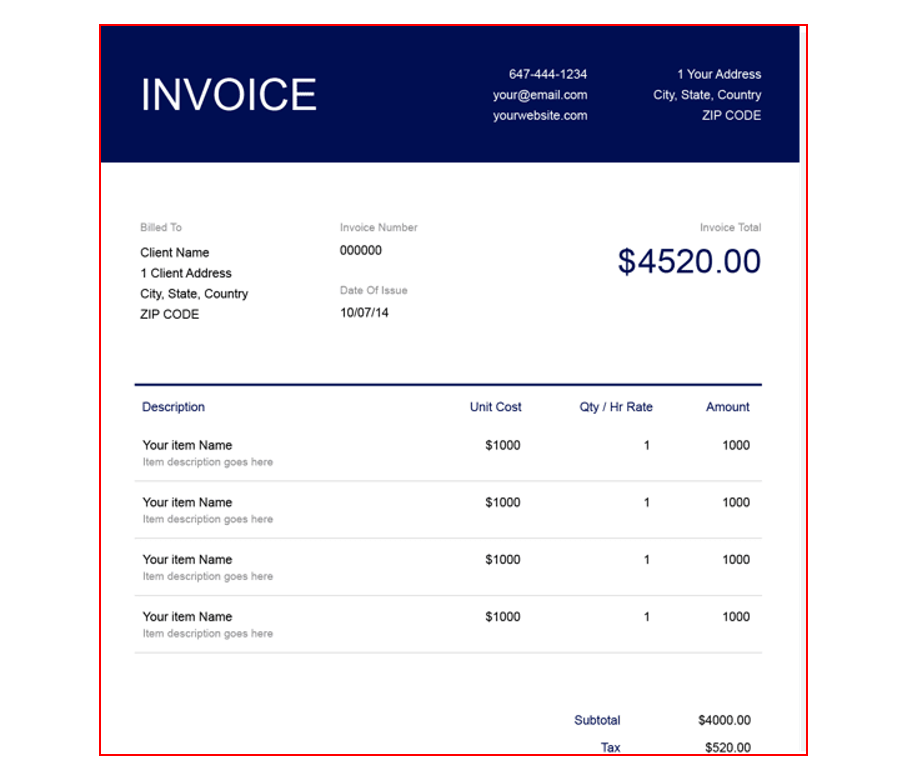 INVOICE
647-444-1234
your@email.com
yourwebsite.com
1 Your Address
City, State, Country
ZIP CODE
Billed To
Client Name
1 Client Address
City, State, Country
ZIP CODE
Invoice Number
000000
Date Of Issue
10/07/14
Invoice Total
$4520.00
Description Unit Cost Qty / Hr Rate Amount
Your item Name $1000 1 1000
Item description goes here
Your item Name $1000 1 1000
Item description goes here
Your item Name $1000 1 1000
Item description goes here
Your item Name $1000 1 1000
Item description goes here
Subtotal $4000.00
Tax $520.00